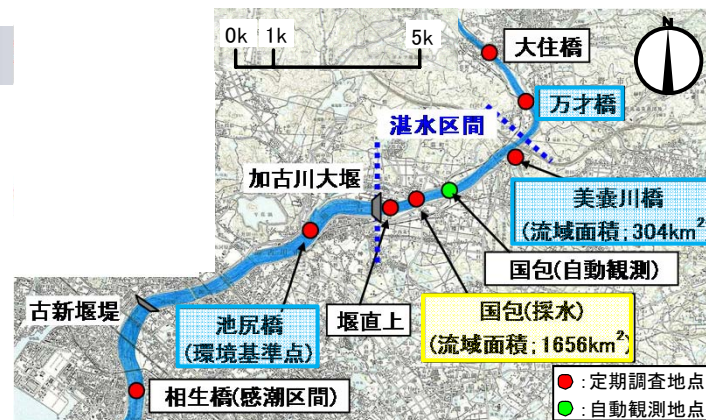 0k 1k 5k
N
大住橋
万才橋
湛水区間
加古川大堰
美嚢川橋
(流域面積;304km²)
国包(自動観測)
古新堰堤
池尻橋
(環境基準点)
堰直上
国包(採水)
(流域面積;1656km²)
相生橋(感潮区間)
:定期調査地点
:自動観測地点